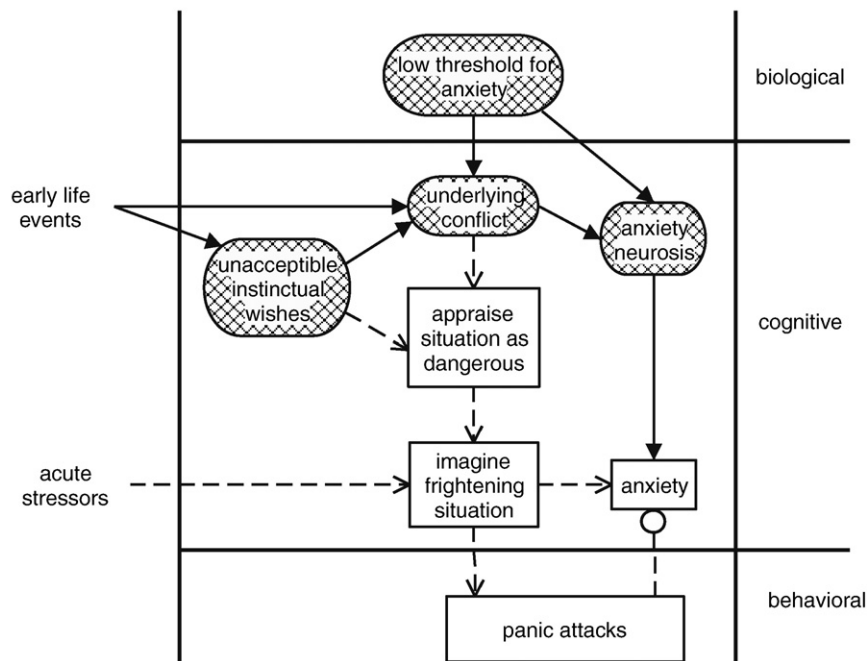 low threshold for
anxiety
biological
early life
events
underlying
conflict
anxiety
neurosis
unacceptible
instinctual
wishes
appraise
situation as
dangerous
cognitive
acute
stressors
imagine
frightening
situation
anxiety
behavioral
panic attacks